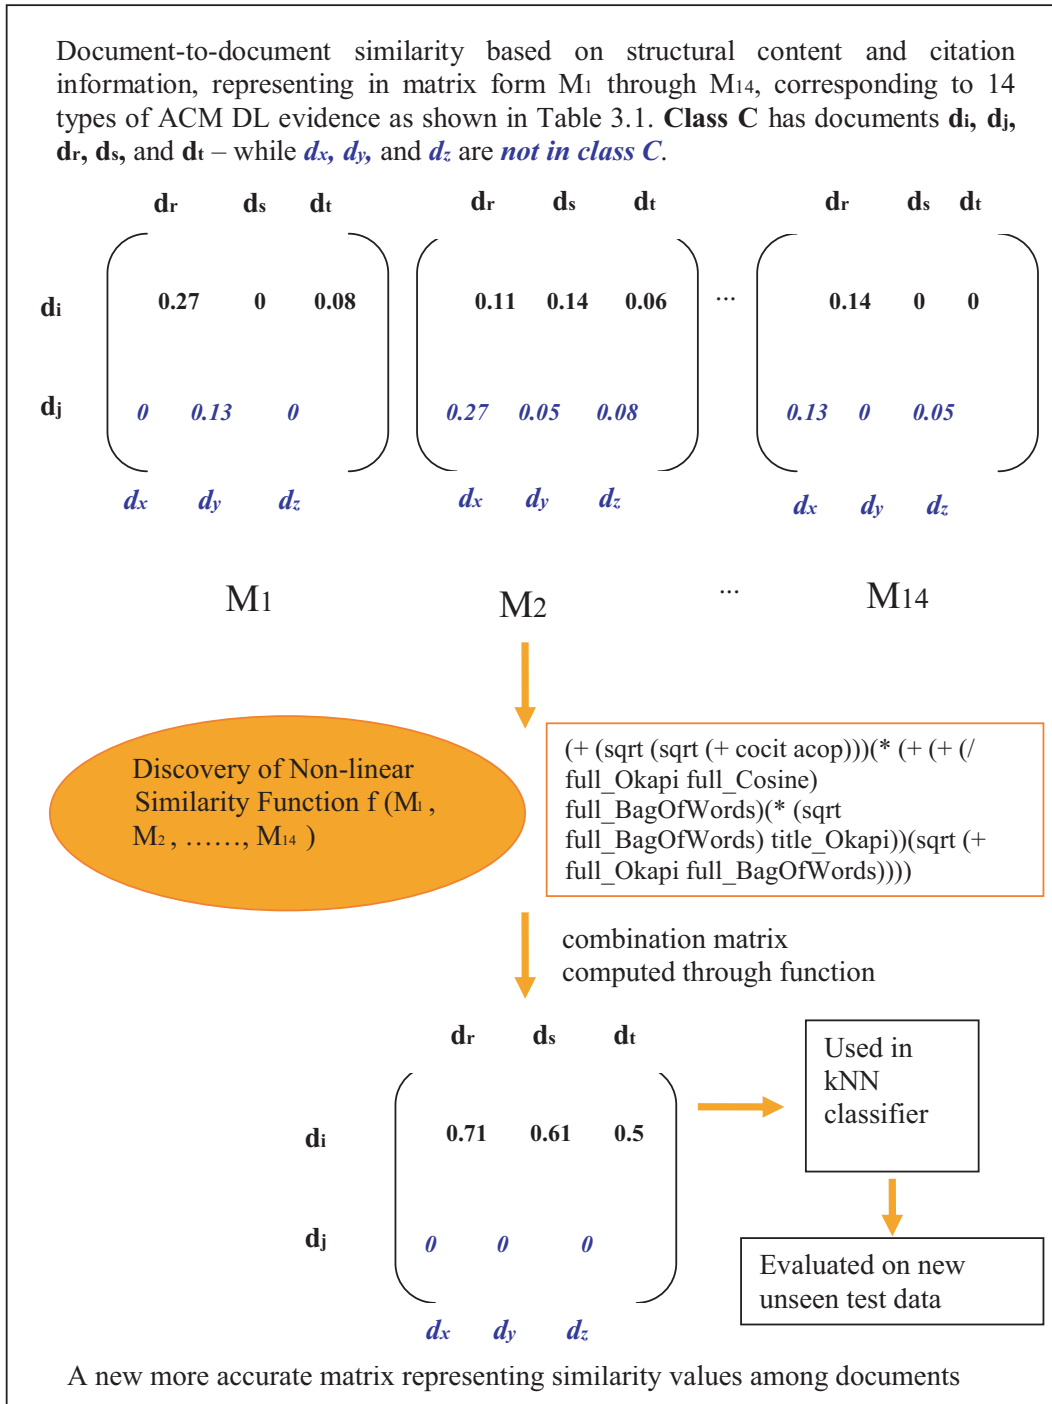 Document-to-document similarity based on structural content and citation
information, representing in matrix form M1 through M14, corresponding to 14
types of ACM DL evidence as shown in Table 3.1. Class C has documents di, dj,
dr, ds, and dt – while dx, dy, and dz are not in class C.
dr ds dt dr ds dt dr ds dt
di 0.27 0 0.08 0.11 0.14 0.06 ... 0.14 0 0
dj 0 0.13 0 0.27 0.05 0.08 0.13 0 0.05
dx dy dz dx dy dz dx dy dz
M1 M2 ... M14
Discovery of Non-linear
Similarity Function f (M1 ,
M2 , ……, M14 )
(+ (sqrt (sqrt (+ cocit acop)))(* (+ (+ (/
full_Okapi full_Cosine)
full_BagOfWords)(* (sqrt
full_BagOfWords) title_Okapi))(sqrt (+
full_Okapi full_BagOfWords))))
combination matrix
computed through function
dr ds dt
di 0.71 0.61 0.5
dj 0 0 0
dx dy dz
Used in
kNN
classifier
Evaluated on new
unseen test data
A new more accurate matrix representing similarity values among documents